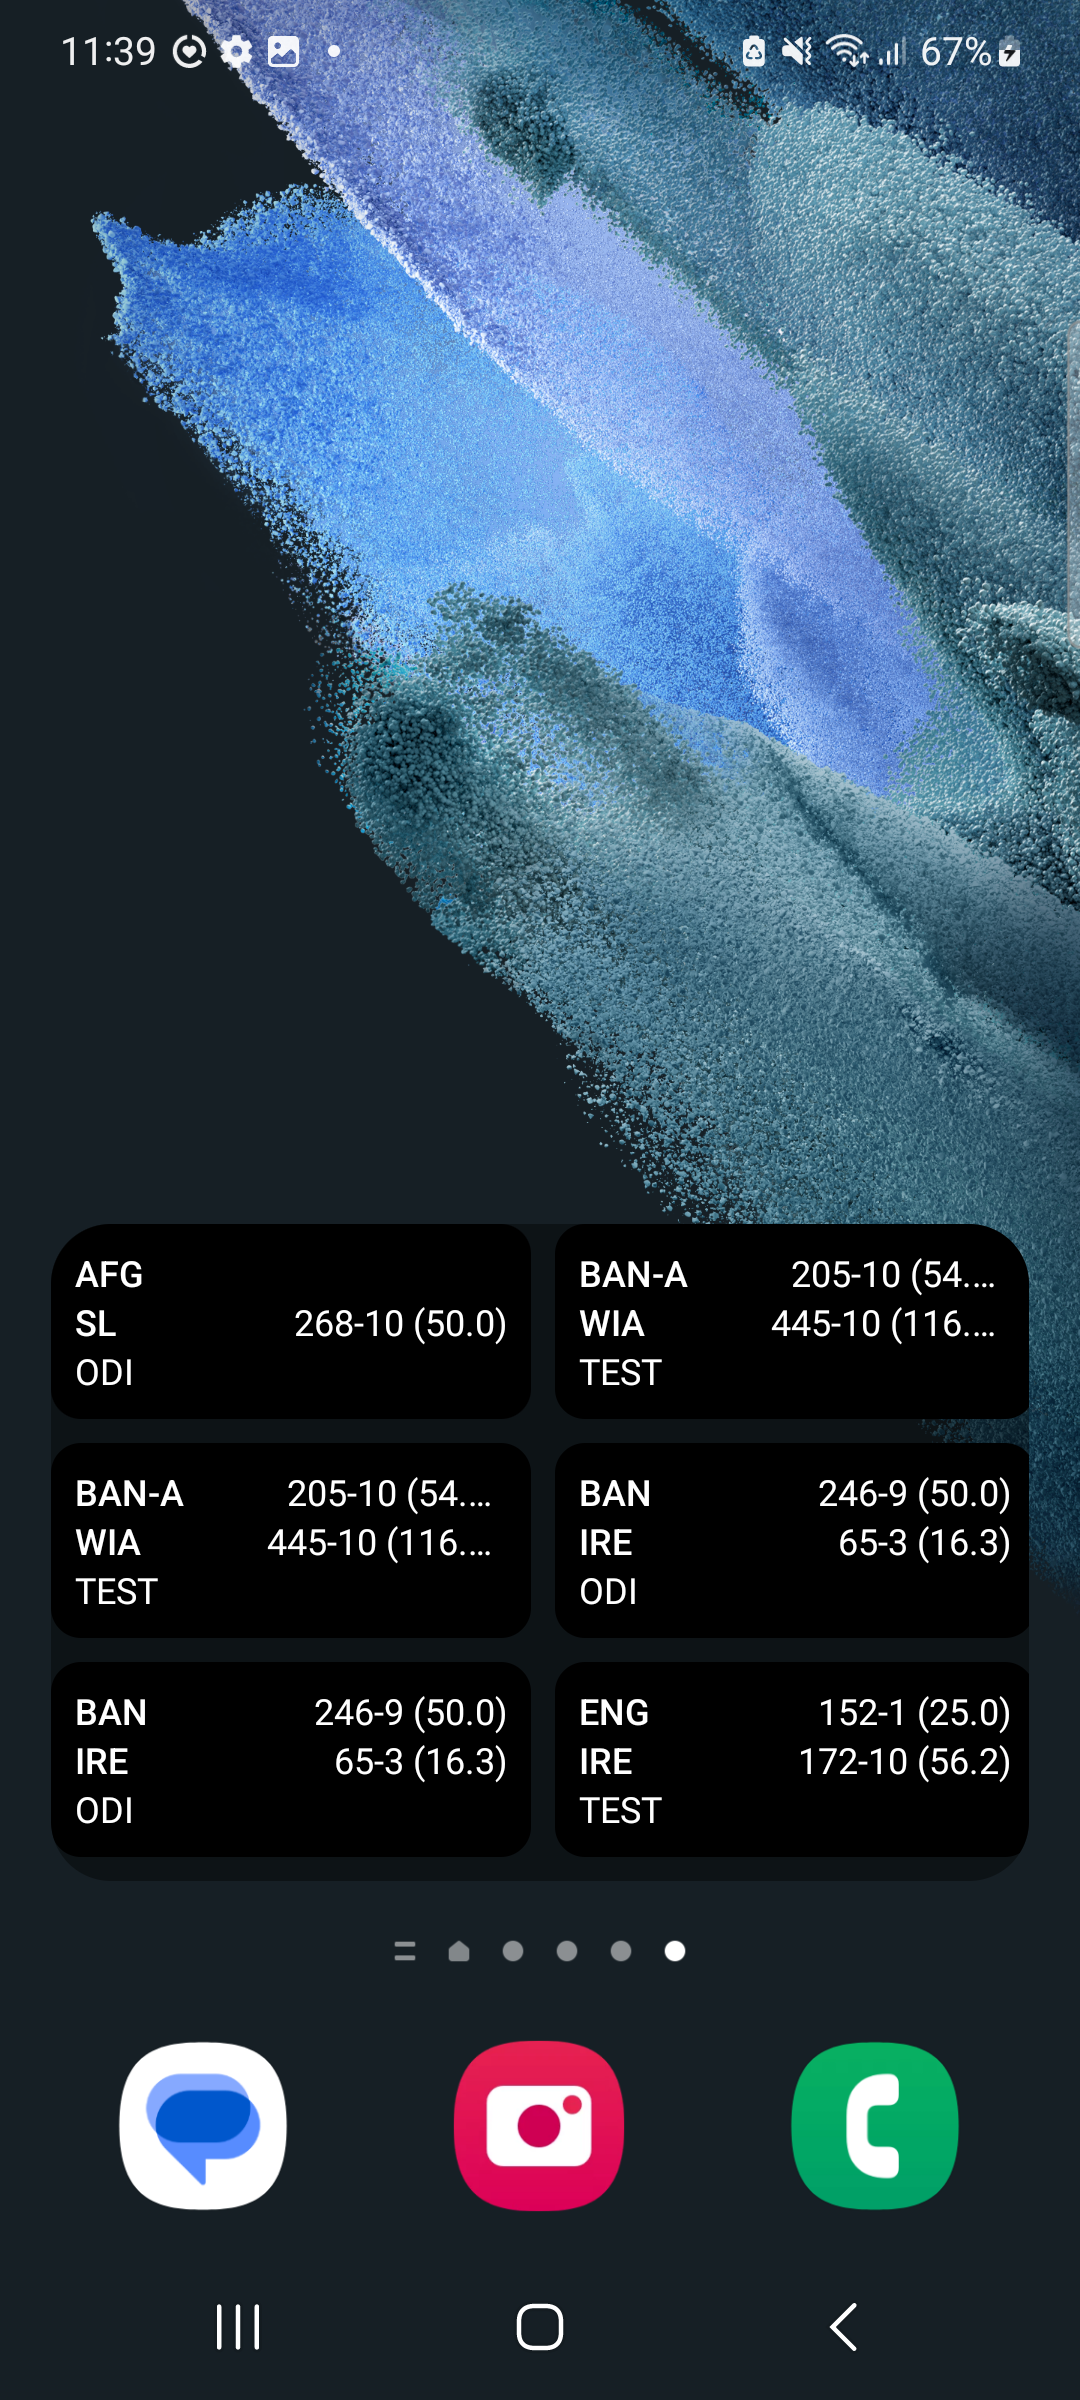 11:39 67%
AFG
SL 268-10 (50.0)
ODI
BAN-A 205-10 (54....
WIA 445-10 (116....
TEST
BAN-A 205-10 (54....
WIA 445-10 (116....
TEST
BAN 246-9 (50.0)
IRE 65-3 (16.3)
ODI
BAN 246-9 (50.0)
IRE 65-3 (16.3)
ODI
ENG 152-1 (25.0)
IRE 172-10 (56.2)
TEST